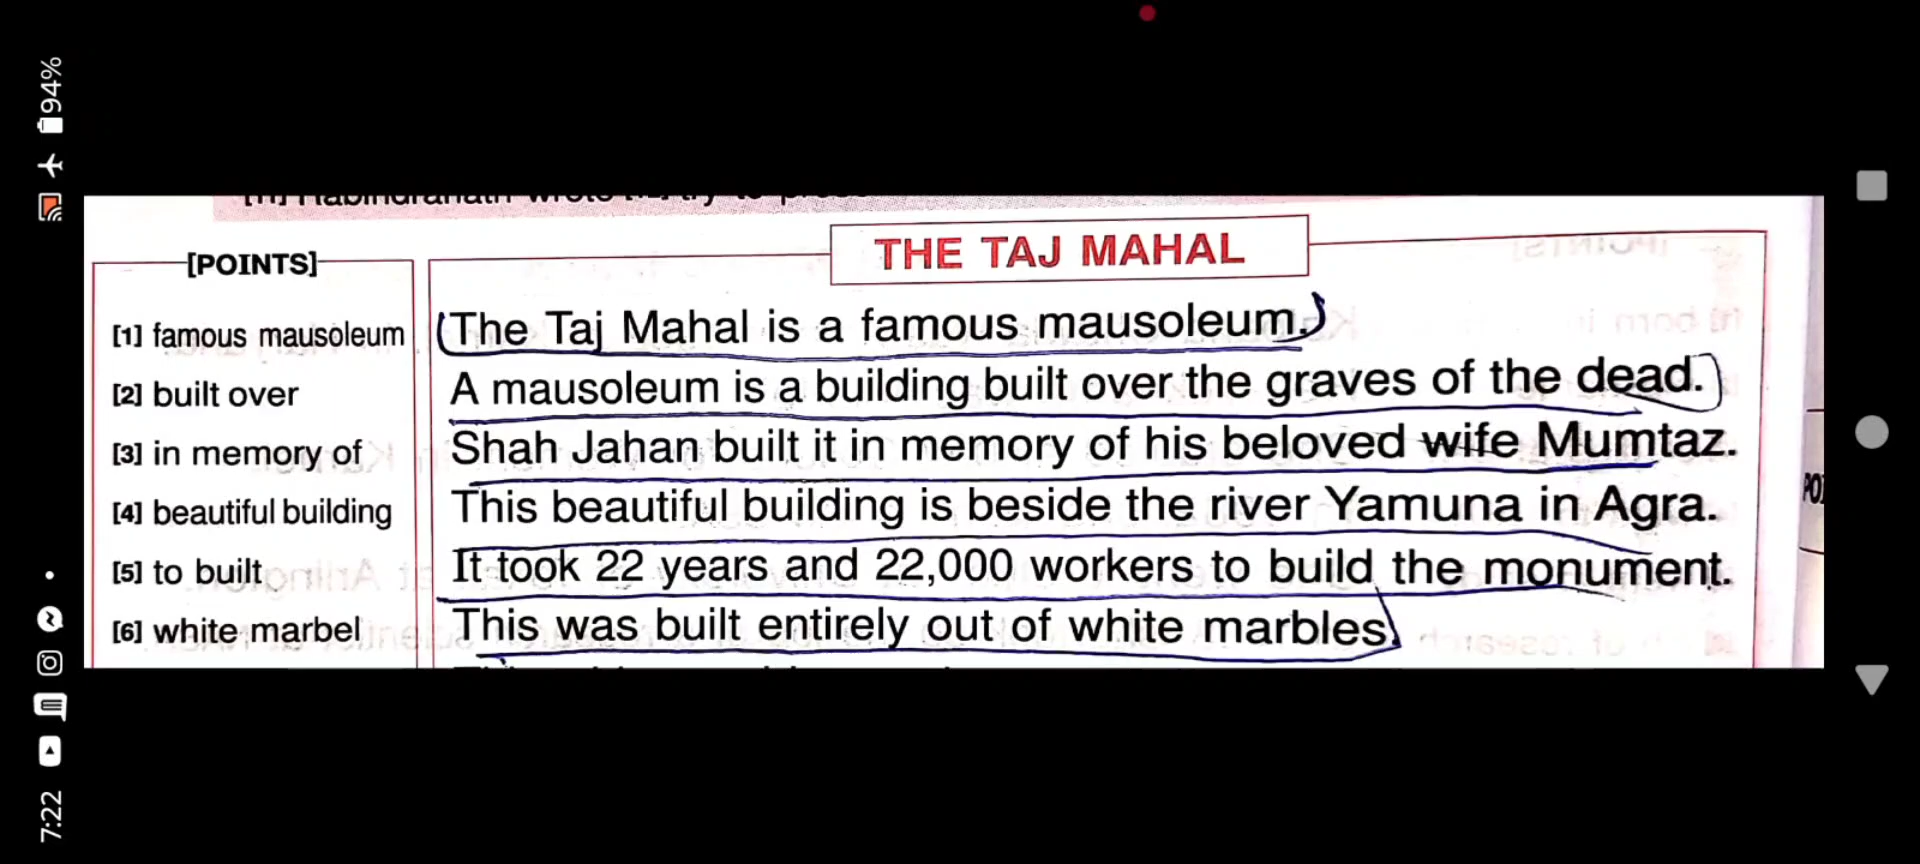 94%
7:22
THE TAJ MAHAL
[POINTS]
[1] famous mausoleum
[2] built over
[3] in memory of
[4] beautiful building
[5] to built
[6] white marbel
The Taj Mahal is a famous mausoleum.
A mausoleum is a building built over the graves of the dead.
Shah Jahan built it in memory of his beloved wife Mumtaz.
This beautiful building is beside the river Yamuna in Agra.
It took 22 years and 22,000 workers to build the monument.
This was built entirely out of white marbles.